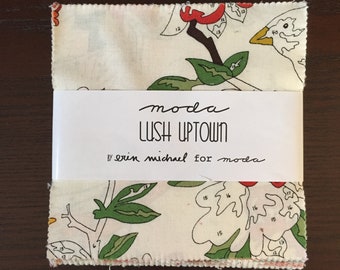 moda
LUSH UPTOWN
BY erin michael for moda